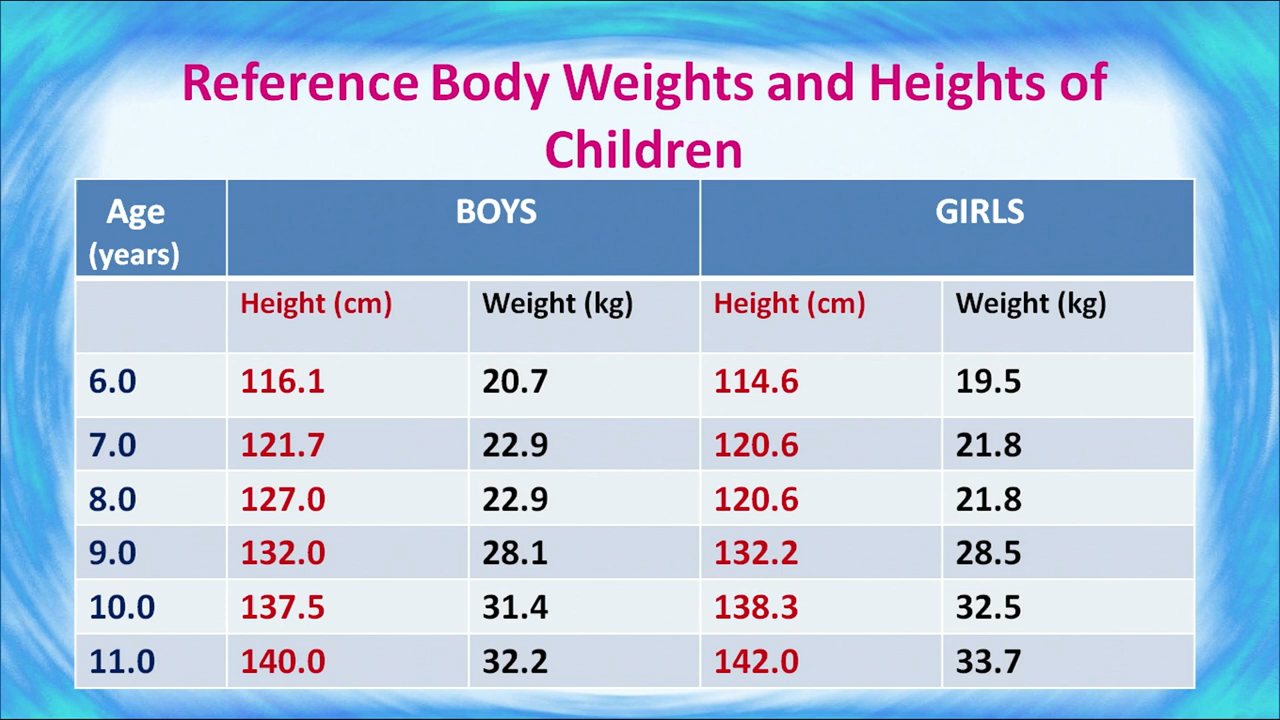 Reference Body Weights and Heights of
Children
Age BOYS GIRLS
(years)
Height (cm) Weight (kg) Height (cm) Weight (kg)
6.0 116.1 20.7 114.6 19.5
7.0 121.7 22.9 120.6 21.8
8.0 127.0 22.9 120.6 21.8
9.0 132.0 28.1 132.2 28.5
10.0 137.5 31.4 138.3 32.5
11.0 140.0 32.2 142.0 33.7